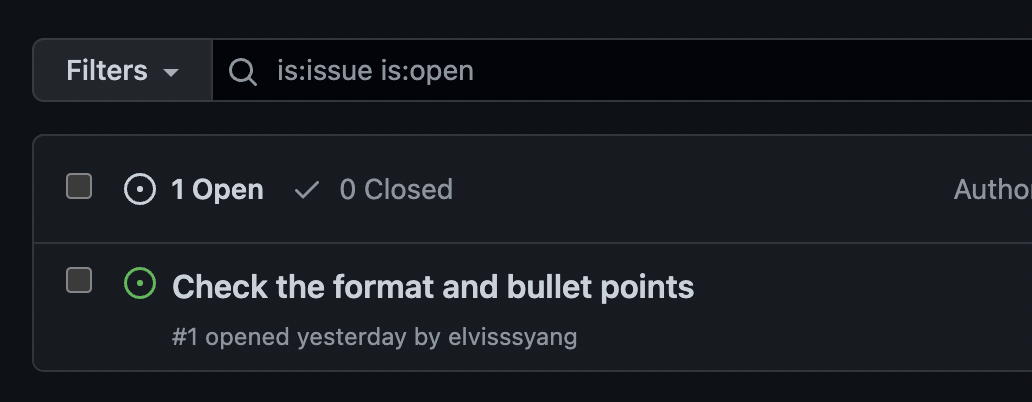 Filters
is:issue is:open
1 Open 0 Closed
Check the format and bullet points
#1 opened yesterday by elvisssyang